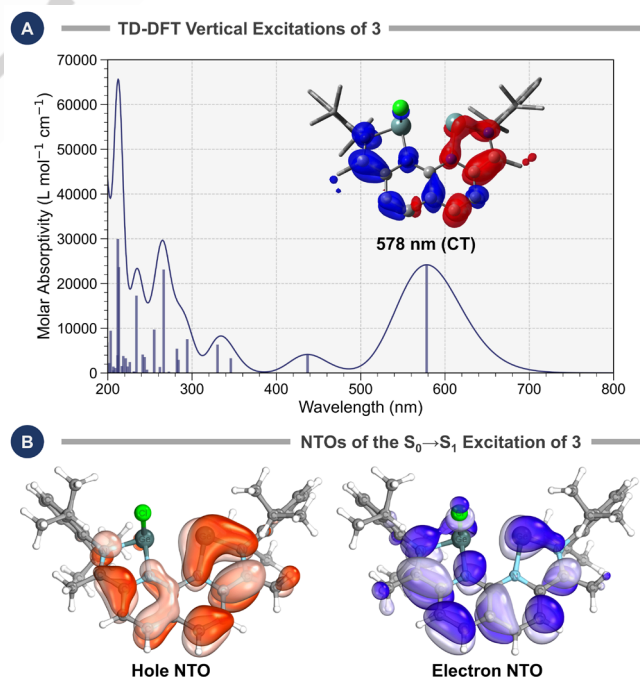 A
TD-DFT Vertical Excitations of 3
Molar Absorptivity (L mol⁻¹ cm⁻¹)
70000
60000
50000
40000
30000
20000
10000
0
578 nm (CT)
200 300 400 500 600 700 800
Wavelength (nm)
B
NTOs of the S₀→S₁ Excitation of 3
Hole NTO Electron NTO